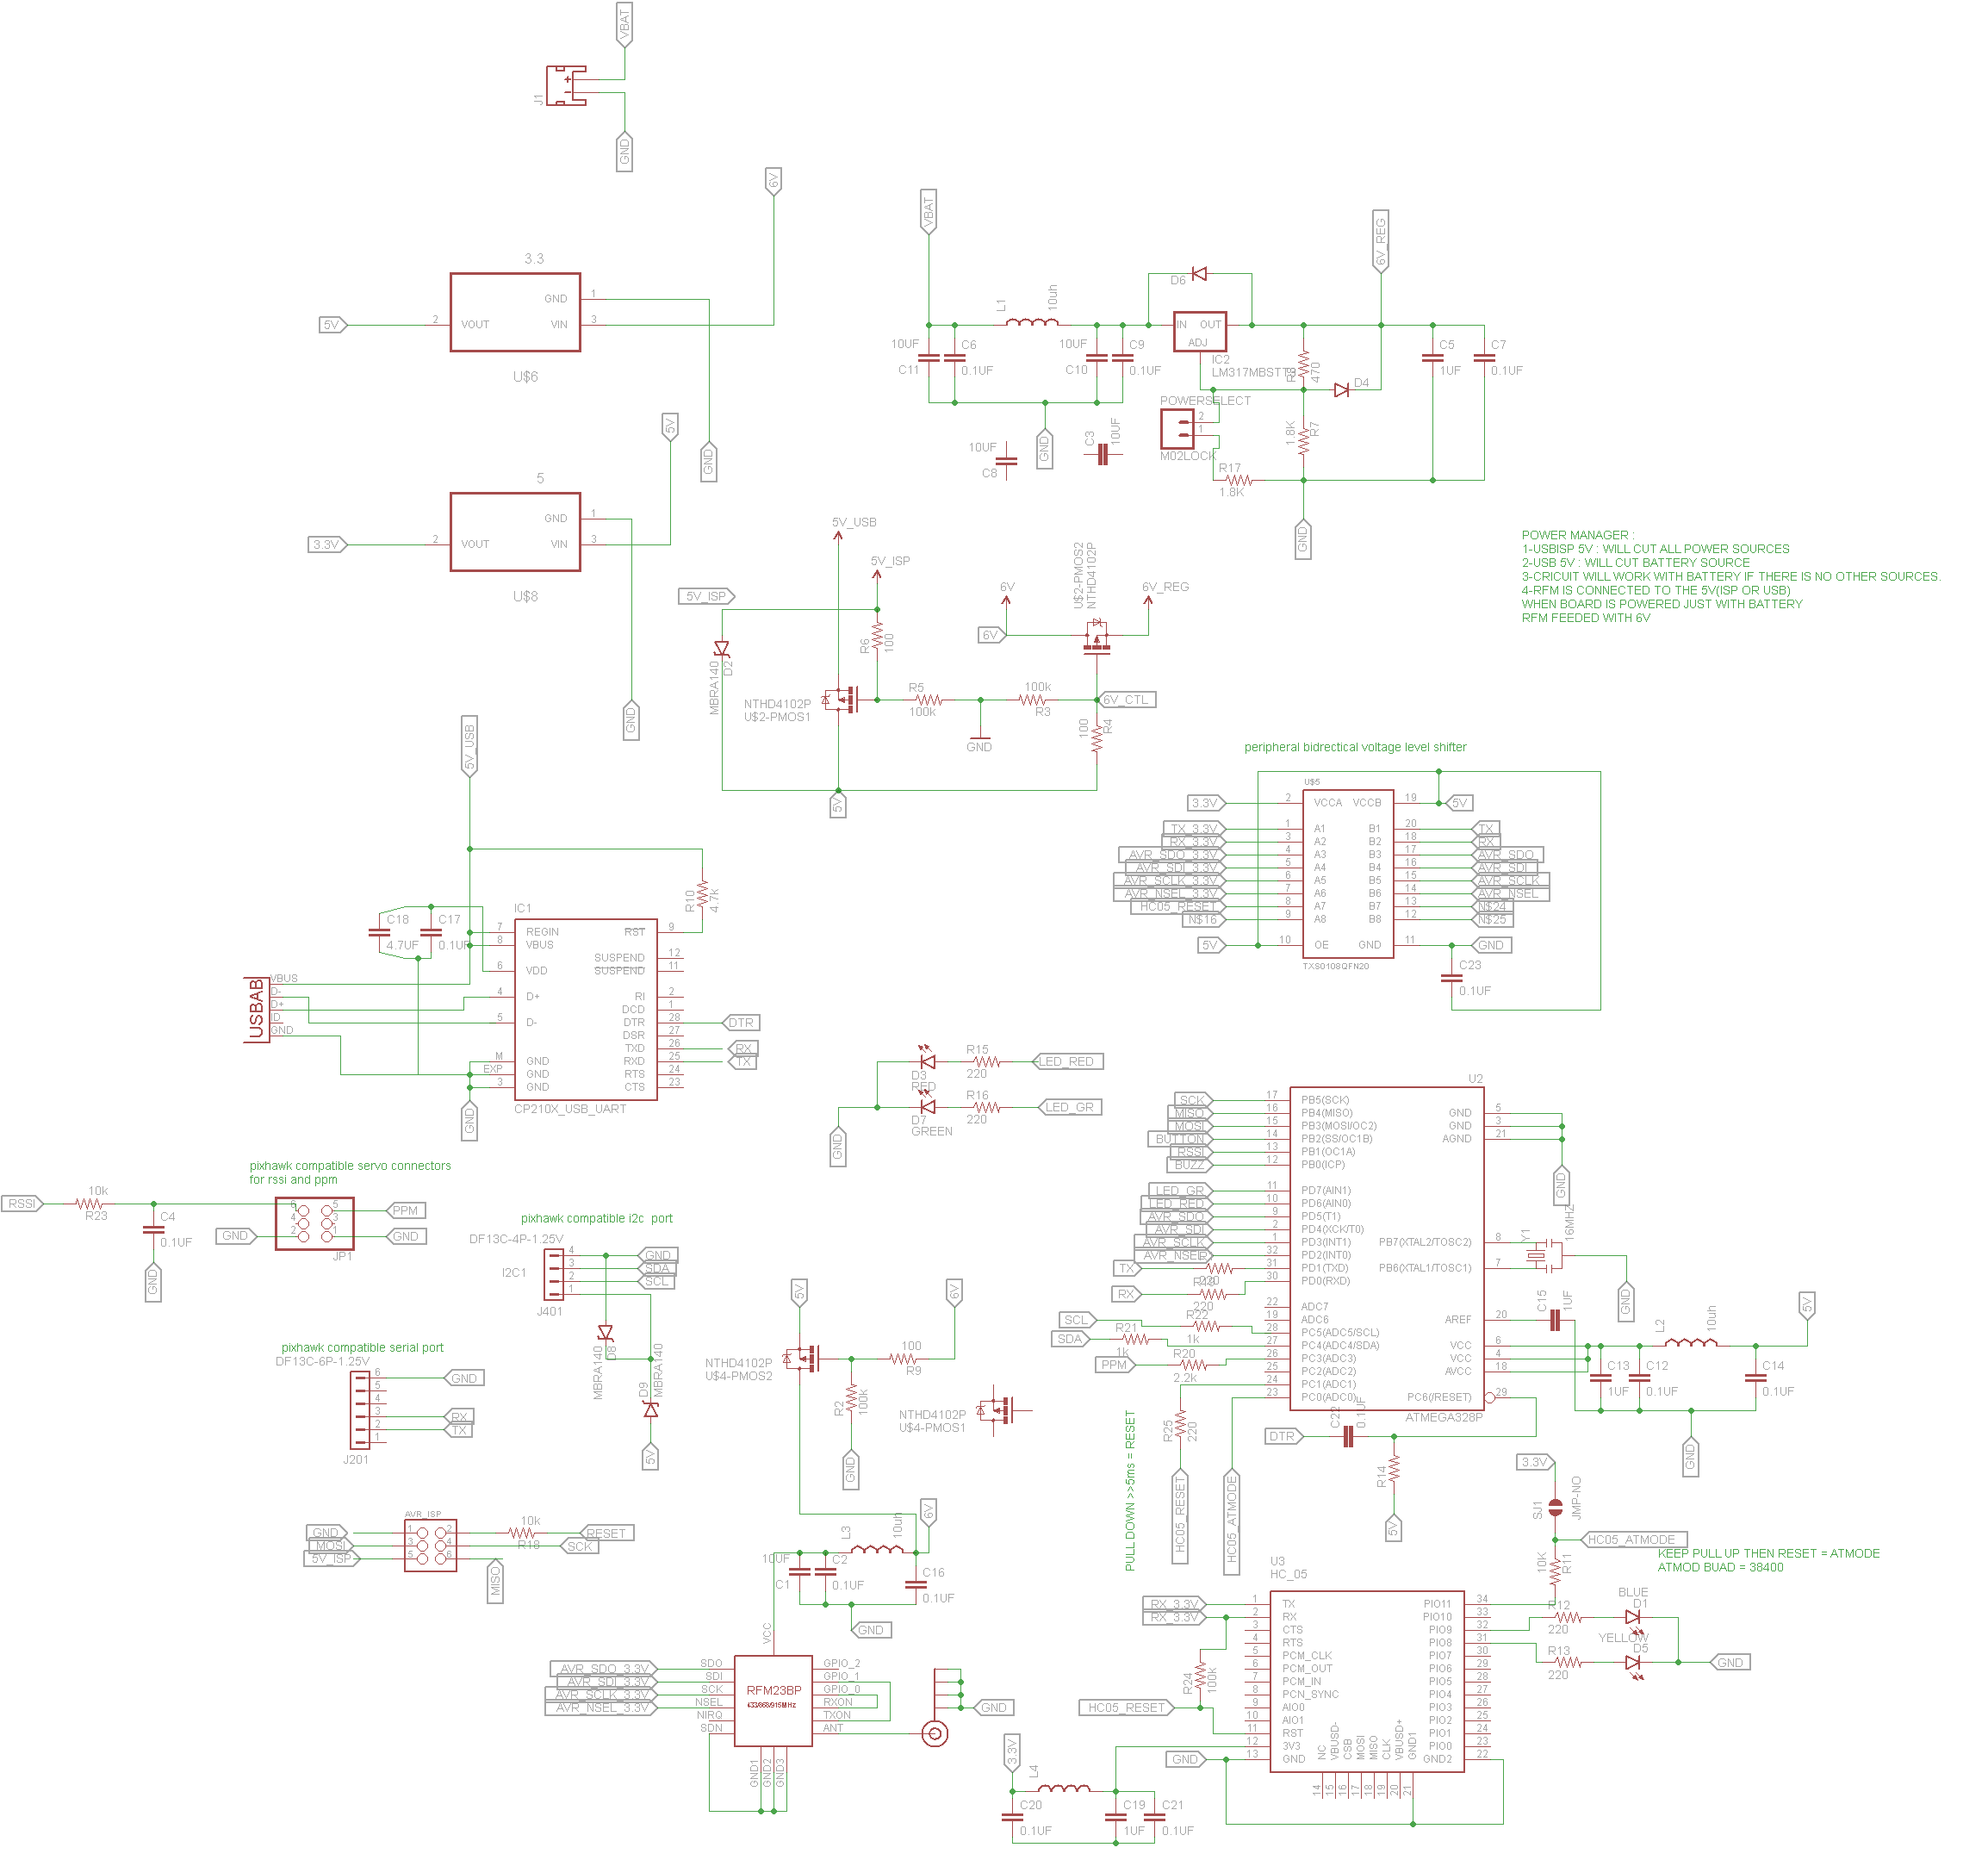 VBAT
J1
+
-
GND
6V
3.3
GND 1
5V
2 VOUT
VIN 3
U$6
5V
GND
5
GND 1
3.3V
2 VOUT
VIN 3
U$8
GND
VBAT
6V_REG
D6
L1
10uh
IN OUT
ADJ
IC2
LM317MBSTT3
10UF
C11
C6
0.1UF
10UF
C10
C9
0.1UF
470
D4
C5
1UF
C7
0.1UF
POWERSELECT
2
1
M02LOCK
1.8K
R7
R17
1.8K
10UF
C8
GND
C3
10UF
GND
POWER MANAGER :
1-USBISP 5V : WILL CUT ALL POWER SOURCES
2-USB 5V : WILL CUT BATTERY SOURCE
3-CRICUIT WILL WORK WITH BATTERY IF THERE IS NO OTHER SOURCES.
4-RFM IS CONNECTED TO THE 5V(ISP OR USB)
WHEN BOARD IS POWERED JUST WITH BATTERY
RFM FEEDED WITH 6V
5V_USB
5V_ISP
5V_ISP
6V
6V_REG
6V
U$2-PMOS2
NTHD4102P
R6
100
MBRA140
D2
NTHD4102P
U$2-PMOS1
R5
100k
100k
R3
6V_CTL
100
R4
GND
5V
5V_USB
peripheral bidrectical voltage level shifter
U$5
3.3V 2 VCCA VCCB 19 5V
TX_3.3V 1 A1 B1 20 TX
RX_3.3V 3 A2 B2 18 RX
AVR_SDO_3.3V 4 A3 B3 17 AVR_SDO
AVR_SDI_3.3V 5 A4 B4 16 AVR_SDI
AVR_SCLK_3.3V 6 A5 B5 15 AVR_SCLK
AVR_NSEL_3.3V 7 A6 B6 14 AVR_NSEL
HC05_RESET 8 A7 B7 13 N$24
N$16 9 A8 B8 12 N$25
5V 10 OE GND 11 GND
TXS0108QFN20
C23
0.1UF
R10
4.7k
IC1
C18
4.7UF
C17
0.1UF
7 REGIN RST 9
8 VBUS
SUSPEND 12
6 VDD SUSPEND 11
4 D+ RI 2
DCD 1
5 D- DTR 28 DTR
DSR 27
TXD 26 RX
M GND RXD 25 TX
EXP GND RTS 24
3 GND CTS 23
CP210X_USB_UART
USBAB
VBUS
D-
D+
ID
GND
GND
D3
RED
R15
220
LED_RED
D7
GREEN
R16
220
LED_GR
GND
U2
SCK 17 PB5(SCK)
MISO 16 PB4(MISO) GND 5
MOSI 15 PB3(MOSI/OC2) GND 3
BUTTON 14 PB2(SS/OC1B) AGND 21
RSSI 13 PB1(OC1A)
BUZZ 12 PB0(ICP)
GND
LED_GR 11 PD7(AIN1)
LED_RED 10 PD6(AIN0)
AVR_SDO 9 PD5(T1)
AVR_SDI 2 PD4(XCK/T0)
AVR_SCLK 1 PD3(INT1) PB7(XTAL2/TOSC2) 8
AVR_NSEL 32 PD2(INT0)
TX 220 31 PD1(TXD) PB6(XTAL1/TOSC1) 7
RX R19 220 30 PD0(RXD)
Y1
16MHZ
GND
22 ADC7
19 ADC6 AREF 20
SCL R22 1k 28 PC5(ADC5/SCL)
SDA R21 1k 27 PC4(ADC4/SDA) VCC 6
PPM R20 2.2k 26 PC3(ADC3) VCC 4
25 PC2(ADC2) AVCC 18
24 PC1(ADC1)
23 PC0(ADC0) PC6(/RESET) 29
ATMEGA328P
C15
1UF
L2
10uh
5V
C13
1UF
C12
0.1UF
C14
0.1UF
GND
DTR
C22
0.1UF
R14
5V
R25
220
HC05_RESET
HC05_ATMODE
PULL DOWN >>5ms = RESET
pixhawk compatible servo connectors
for rssi and ppm
RSSI
10k
R23
C4
0.1UF
GND
6 5
4 3
2 1
PPM
GND
GND
JP1
pixhawk compatible i2c port
DF13C-4P-1.25V
I2C1
4
3
2
1
GND
SDA
SCL
J401
MBRA140
D8
D9
MBRA140
5V
pixhawk compatible serial port
DF13C-6P-1.25V
6
5
4
3
2
1
GND
RX
TX
J201
5V
6V
NTHD4102P
U$4-PMOS2
100
R9
R2
100k
GND
NTHD4102P
U$4-PMOS1
AVR_ISP
GND 1 2 10k R18 RESET
MOSI 3 4 SCK
5V_ISP 5 6 MISO
6V
L3
10uh
10UF
C1
C2
0.1UF
C16
0.1UF
GND
VCC
AVR_SDO_3.3V SDO GPIO_2
AVR_SDI_3.3V SDI GPIO_1
AVR_SCLK_3.3V SCK GPIO_0
AVR_NSEL_3.3V NSEL RXON
NIRQ TXON
SDN ANT
RFM23BP
433/868/915MHz
GND1
GND2
GND3
GND
3.3V
SJ1
JMP-NO
HC05_ATMODE
KEEP PULL UP THEN RESET = ATMODE
ATMOD BUAD = 38400
10K
R11
U3
HC_05
RX_3.3V 1 TX PIO11 34
RX_3.3V 2 RX PIO10 33
3 CTS PIO9 32
4 RTS PIO8 31
5 PCM_CLK PIO7 30
6 PCM_OUT PIO6 29
7 PCM_IN PIO5 28
8 PCN_SYNC PIO4 27
9 AIO0 PIO3 26
10 AIO1 PIO2 25
11 RST PIO1 24
12 3V3 PIO0 23
13 GND GND2 22
NC
VBUSD-
CSB
MOSI
MISO
CLK
VBUSD+
GND1
14
15
16
17
18
19
20
21
R12
220
BLUE
D1
YELLOW
R13
220
D5
GND
R24
100k
HC05_RESET
GND
3.3V
L4
C20
0.1UF
C19
1UF
C21
0.1UF